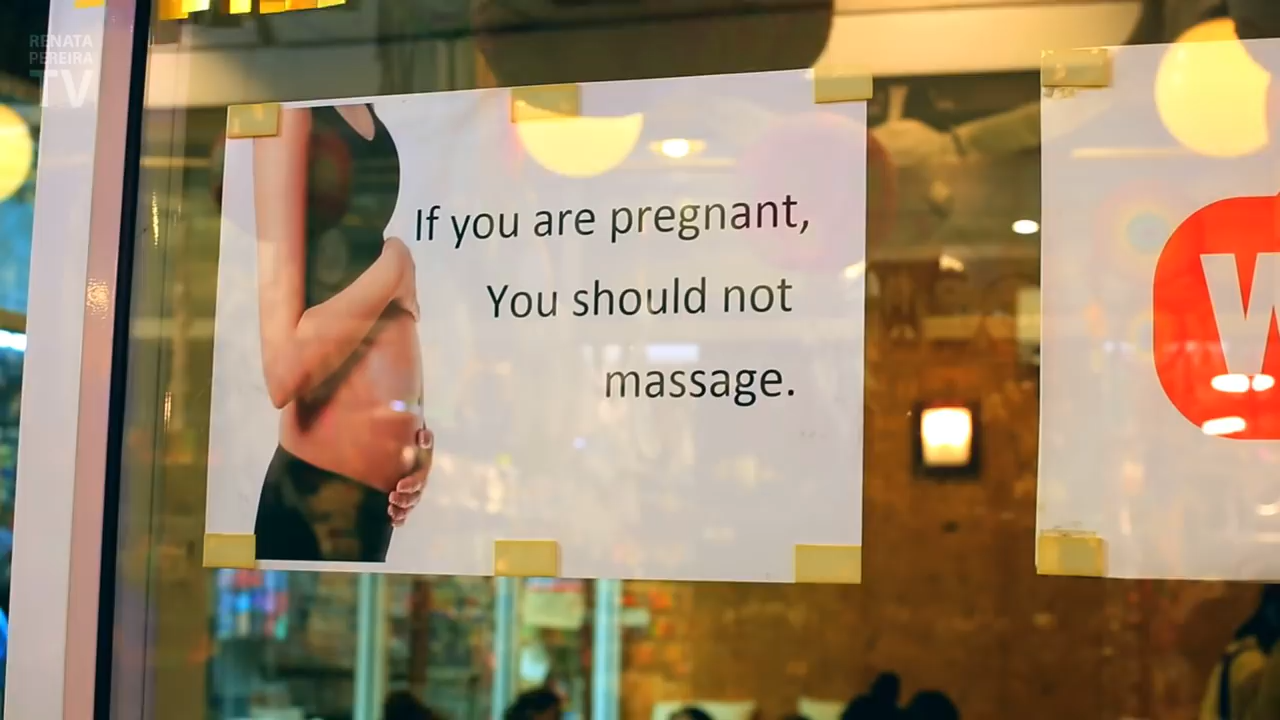 RENATA
PEREIRA
TV
If you are pregnant,
You should not
massage.
W